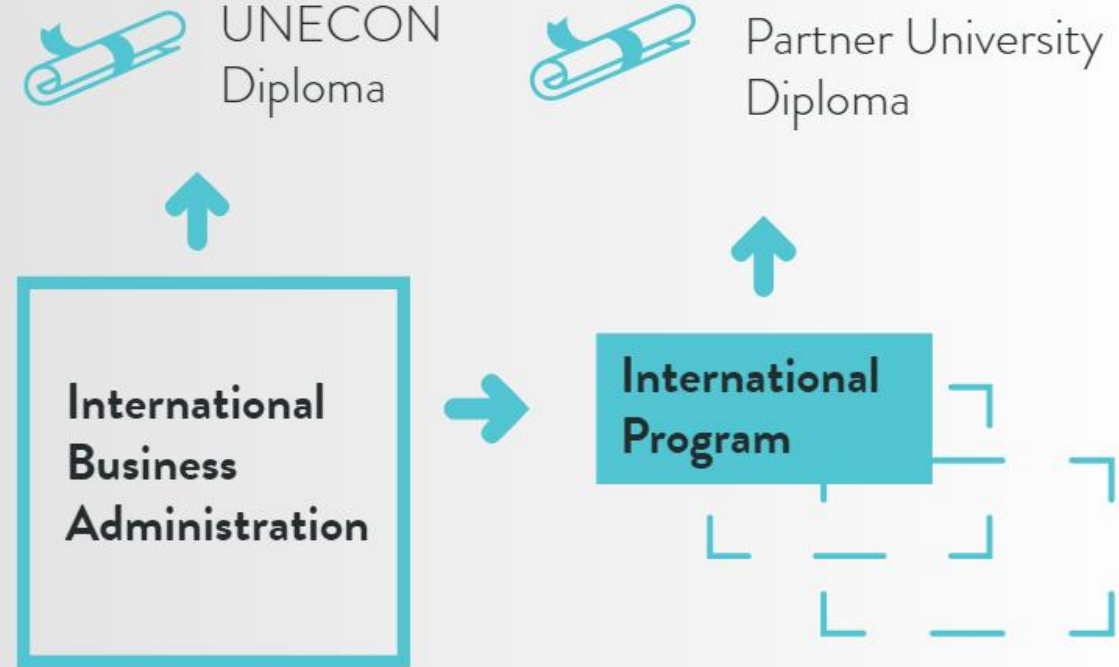 UNECON
Diploma
Partner University
Diploma
International
Business
Administration
International
Program